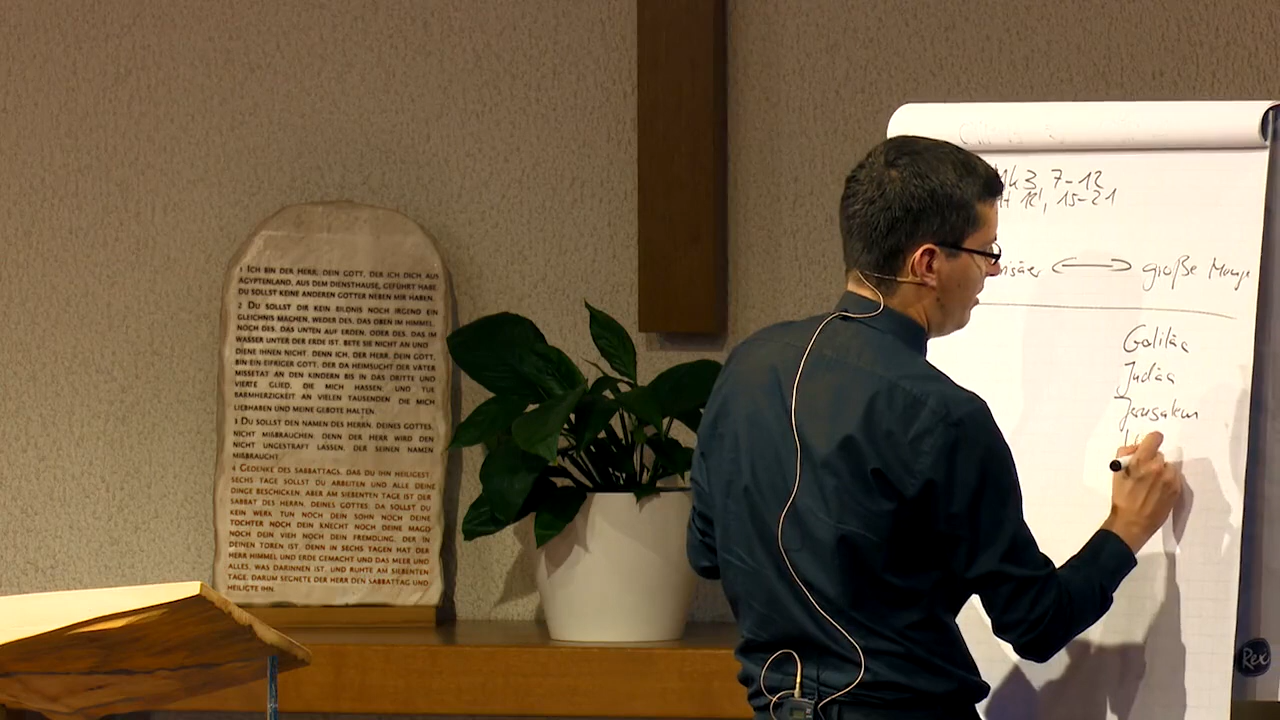 1 ICH BIN DER HERR, DEIN GOTT, DER ICH DICH AUS
ÄGYPTENLAND, AUS DEM DIENSTHAUSE, GEFÜHRT HABE
DU SOLLST KEINE ANDEREN GÖTTER NEBEN MIR HABEN.
2 DU SOLLST DIR KEIN BILDNIS NOCH IRGEND EIN
GLEICHNIS MACHEN, WEDER DES, DAS OBEN IM HIMMEL,
NOCH DES, DAS UNTEN AUF ERDEN, ODER DES, DAS IM
WASSER UNTER DER ERDE IST. BETE SIE NICHT AN UND
DIENE IHNEN NICHT. DENN ICH, DER HERR, DEIN GOTT,
BIN EIN EIFRIGER GOTT, DER DA HEIMSUCHT DER VÄTER
MISSETAT AN DEN KINDERN BIS IN DAS DRITTE UND
VIERTE GLIED, DIE MICH HASSEN; UND TUE
BARMHERZIGKEIT AN VIELEN TAUSENDEN DIE MICH
LIEBHABEN UND MEINE GEBOTE HALTEN.
3 DU SOLLST DEN NAMEN DES HERRN, DEINES GOTTES,
NICHT MIßBRAUCHEN, DENN DER HERR WIRD DEN
NICHT UNGESTRAFT LASSEN, DER SEINEN NAMEN
MIßBRAUCHT
4 GEDENKE DES SABBATTAGS, DAS DU IHN HEILIGEST.
SECHS TAGE SOLLST DU ARBEITEN UND ALLE DEINE
DINGE BESCHICKEN. ABER AM SIEBENTEN TAGE IST DER
SABBAT DES HERRN, DEINES GOTTES; DA SOLLST DU
KEIN WERK TUN NOCH DEIN SOHN NOCH DEINE
TOCHTER NOCH DEIN KNECHT NOCH DEINE MAGD
NOCH DEIN VIEH NOCH DEIN FREMDLING, DER IN
DEINEN TOREN IST. DENN IN SECHS TAGEN HAT DER
HERR HIMMEL UND ERDE GEMACHT UND DAS MEER UND
ALLES, WAS DARINNEN IST, UND RUHTE AM SIEBENTEN
TAGE. DARUM SEGNETE DER HERR DEN SABBATTAG UND
HEILIGTE IHN.
Mk 3, 7-12
12, 15-21
große Menge
Galiläa
Judäa
Jerusalem
Rex